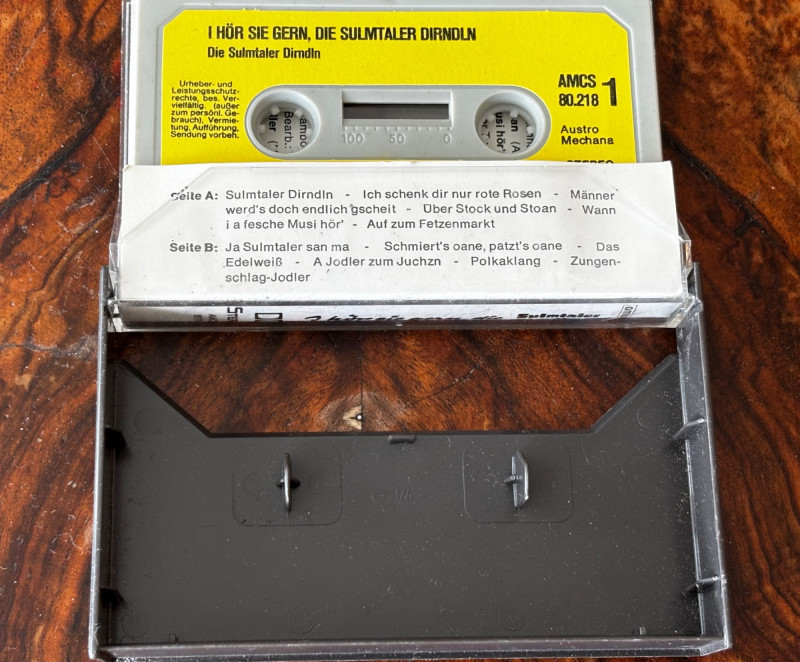 I HÖR SIE GERN, DIE SULMTALER DIRNDLN
Die Sulmtaler Dirndln
Urheber- und
Leistungsschutz-
rechte, bes. Ver-
vielfältig. (außer
zum persönl. Ge-
brauch), Vermie-
tung, Aufführung,
Sendung vorbeh.
AMCS
80.218 1
Austro
Mechana
STEREO
100 50 0
Bearb.:
Seite A: Sulmtaler Dirndln - Ich schenk dir nur rote Rosen - Männer
werd's doch endlich gscheit - Über Stock und Stoan - Wann
i a fesche Musi hör' - Auf zum Fetzenmarkt
Seite B: Ja Sulmtaler san ma - Schmiert's oane, patzt's oane - Das
Edelweiß - A Jodler zum Juchzn - Polkaklang - Zungen-
schlag-Jodler
Sulmtaler